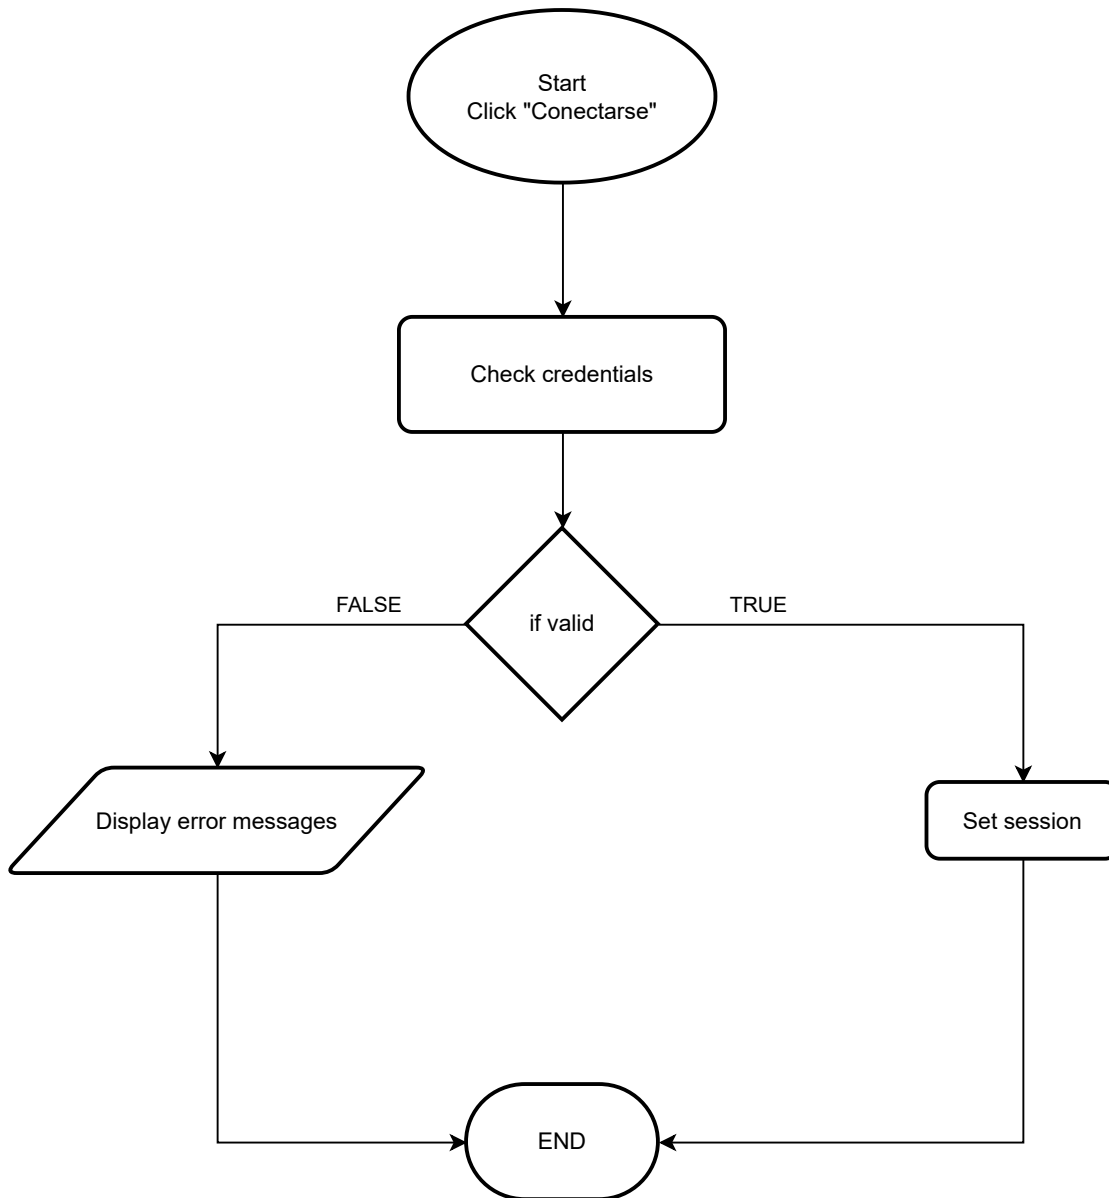 Start
Click "Conectarse"
Check credentials
FALSE
TRUE
if valid
Display error messages
Set session
END